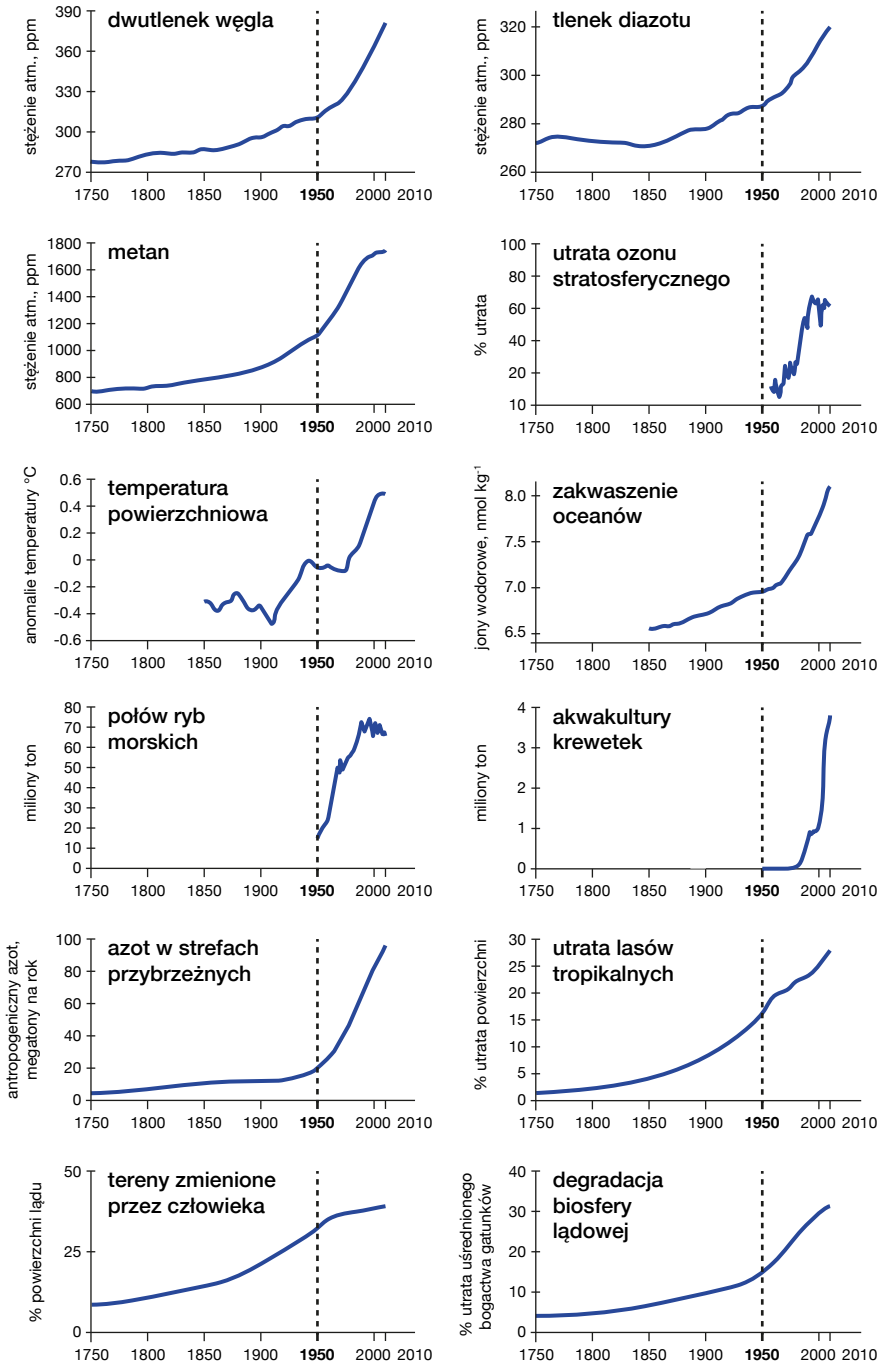 dwutlenek węgla
stężenie atm., ppm
390
330
300
270
1750 1800 1850 1900 1950 2000 2010
tlenek diazotu
stężenie atm., ppm
320
300
280
260
1750 1800 1850 1900 1950 2000 2010
metan
stężenie atm., ppm
1800
1600
1400
1200
1000
800
600
1750 1800 1850 1900 1950 2000 2010
utrata ozonu
stratosferycznego
% utrata
100
80
60
40
20
10
1750 1800 1850 1900 1950 2000 2010
temperatura
powierzchniowa
anomalie temperatury °C
0.6
0.4
0.2
0
-0.2
-0.4
-0.6
1750 1800 1850 1900 1950 2000 2010
zakwaszenie
oceanów
jony wodorowe, nmol kg-1
8.0
7.5
7.0
6.5
1750 1800 1850 1900 1950 2000 2010
połów ryb
morskich
miliony ton
80
70
60
50
40
30
20
10
0
1750 1800 1850 1900 1950 2000 2010
akwakultury
krewetek
miliony ton
4
3
2
1
0
1750 1800 1850 1900 1950 2000 2010
azot w strefach
przybrzeżnych
antropogeniczny azot,
megatony na rok
100
80
60
40
20
0
1750 1800 1850 1900 1950 2000 2010
utrata lasów
tropikalnych
% utrata powierzchni
30
25
20
15
10
5
0
1750 1800 1850 1900 1950 2000 2010
tereny zmienione
przez człowieka
% powierzchni lądu
50
25
0
1750 1800 1850 1900 1950 2000 2010
degradacja
biosfery
lądowej
% utrata uśrednionego
bogactwa gatunków
40
30
20
10
0
1750 1800 1850 1900 1950 2000 2010